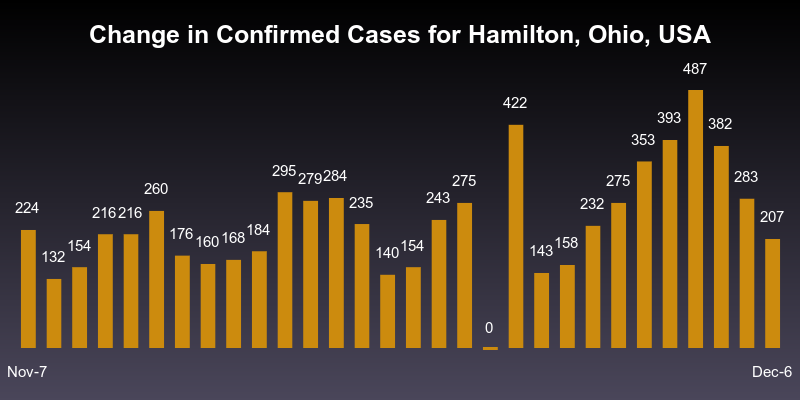 Change in Confirmed Cases for Hamilton, Ohio, USA
224 132 154 216 216 260 176 160 168 184 295 279 284 235 140 154 243 275 0 422 143 158 232 275 353 393 487 382 283 207
Nov-7 Dec-6